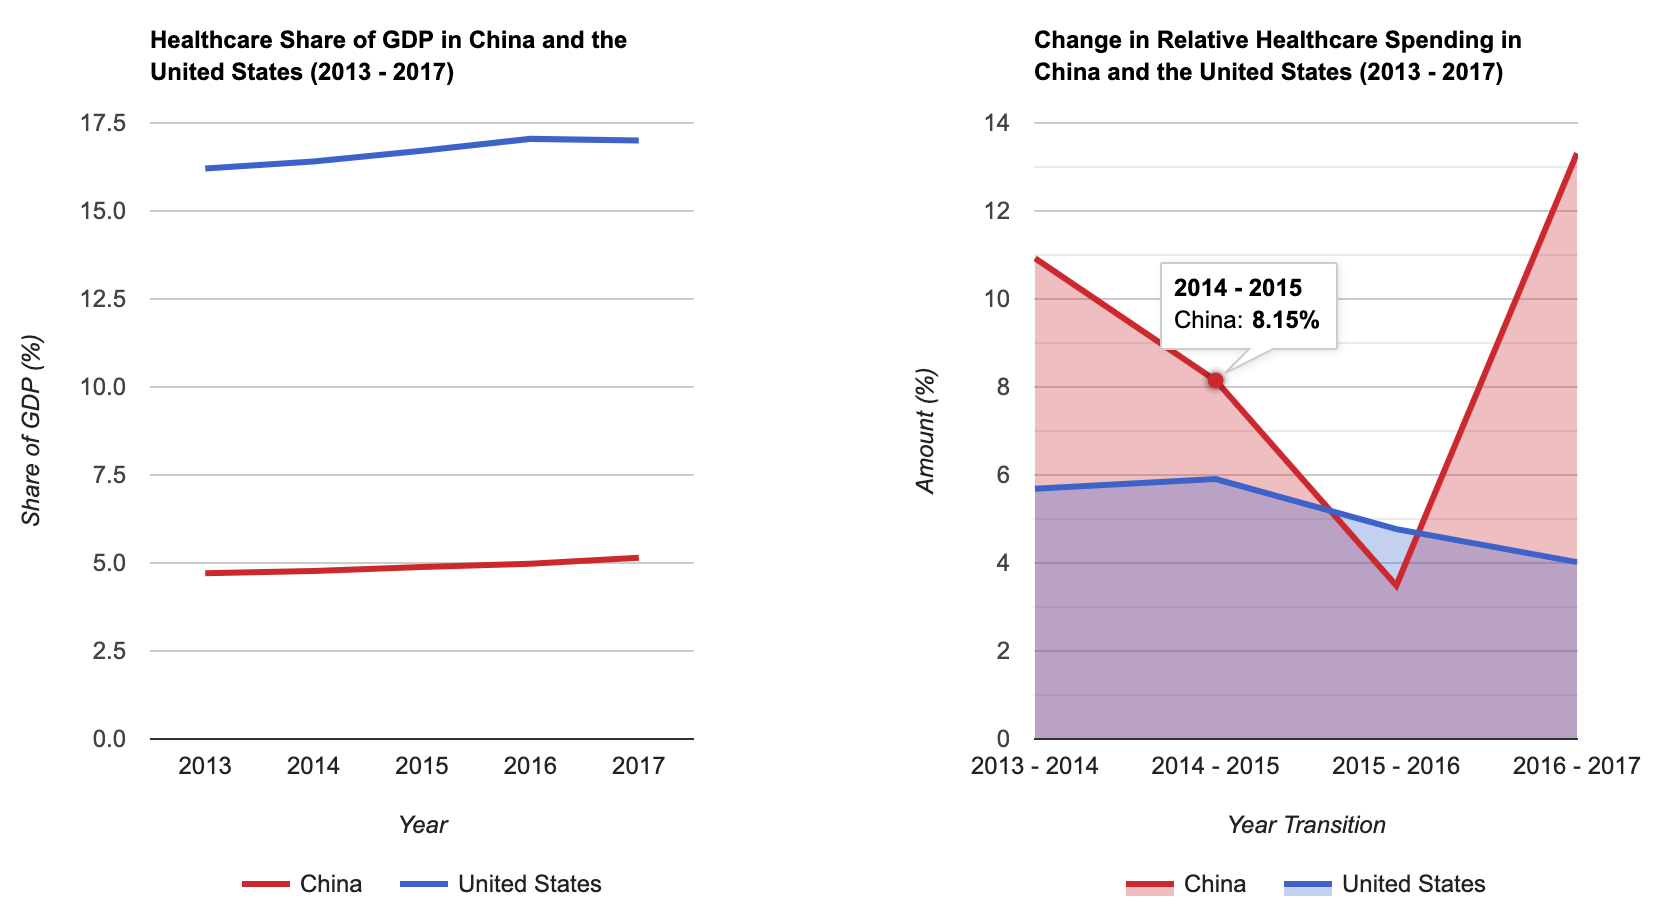 Healthcare Share of GDP in China and the
United States (2013 - 2017)
17.5
15.0
12.5
10.0
7.5
5.0
2.5
0.0
Share of GDP (%)
2013 2014 2015 2016 2017
Year
China United States
Change in Relative Healthcare Spending in
China and the United States (2013 - 2017)
14
12
10
8
6
4
2
0
Amount (%)
2014 - 2015
China: 8.15%
2013 - 2014 2014 - 2015 2015 - 2016 2016 - 2017
Year Transition
China United States